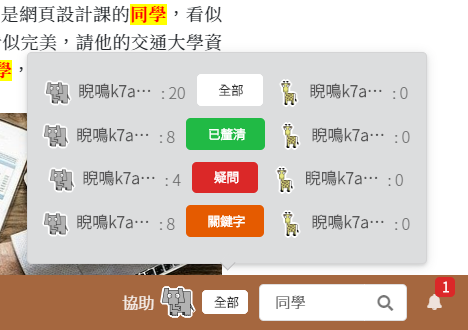 是網頁設計課的同學，看似
似完美，請他的交通大學資
學，
睨鳴k7a… : 20 全部 睨鳴k7a… : 0
睨鳴k7a… : 8 已釐清 睨鳴k7a… : 0
睨鳴k7a… : 4 疑問 睨鳴k7a… : 0
睨鳴k7a… : 8 關鍵字 睨鳴k7a… : 0
協助 全部 同學 1